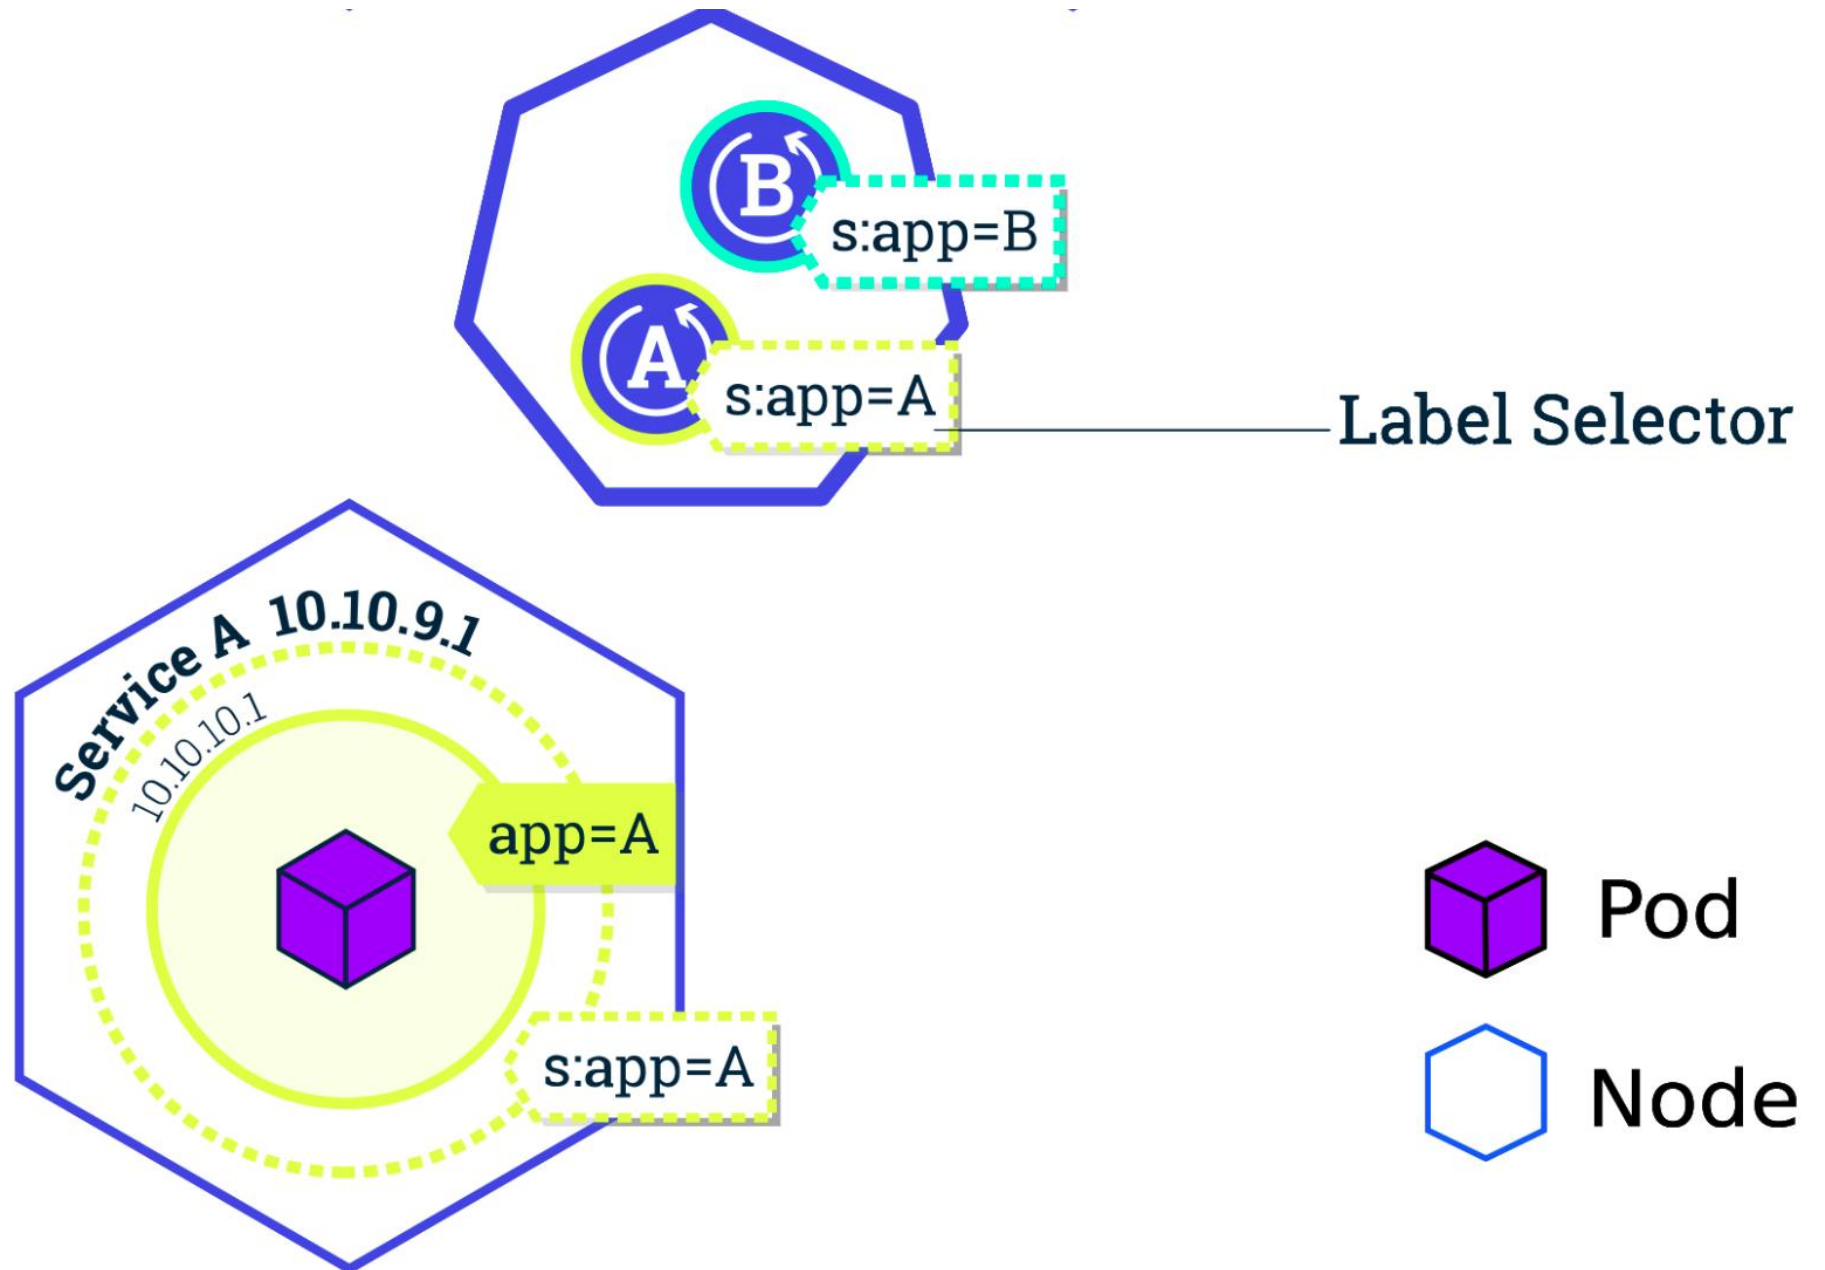 B
s:app=B
A
s:app=A
Label Selector
Service A 10.10.9.1
10.10.10.1
app=A
s:app=A
Pod
Node